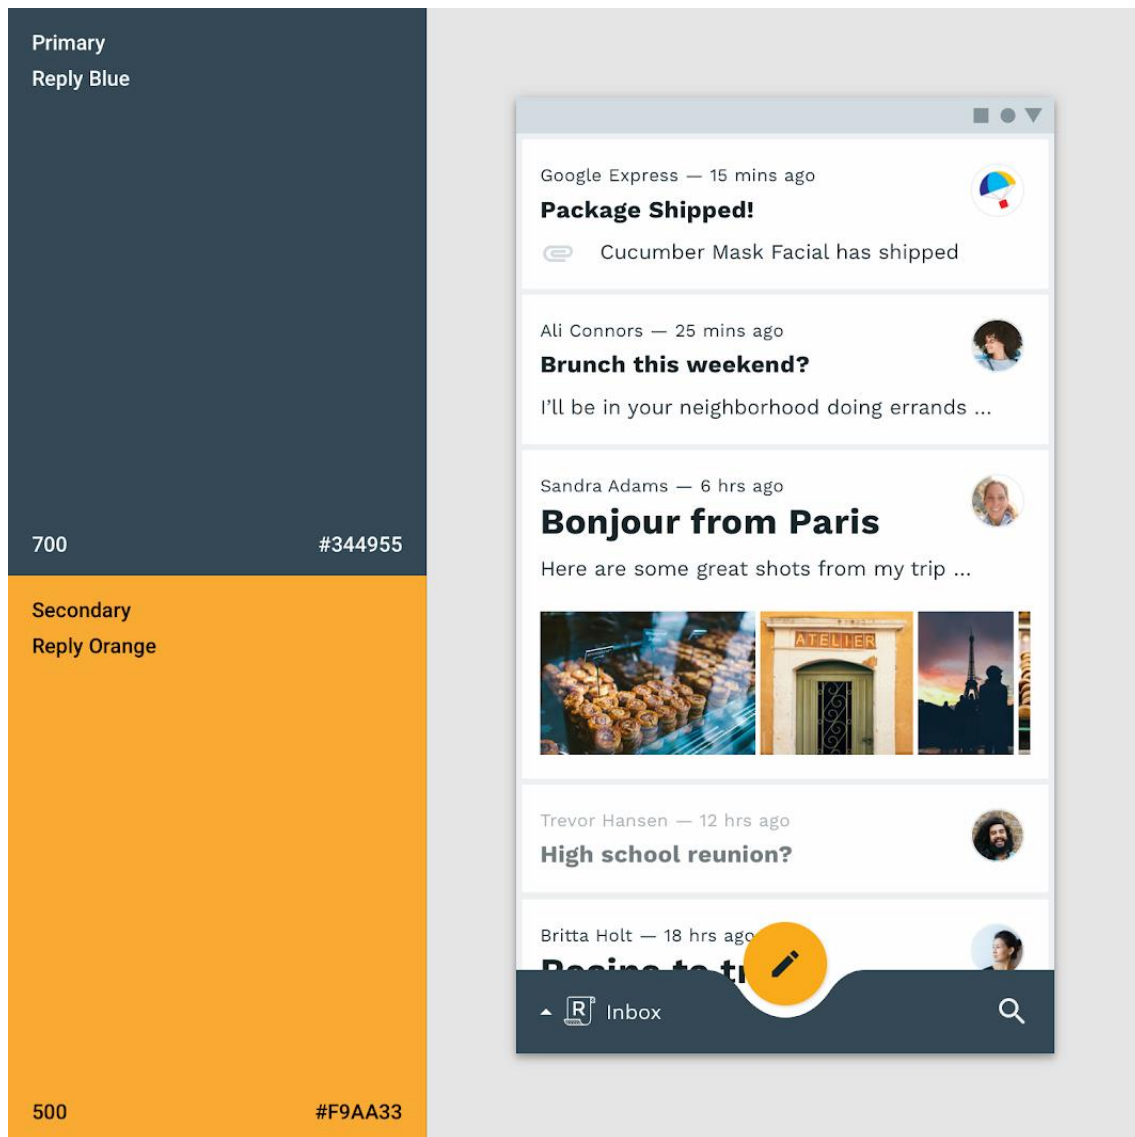 Primary
Reply Blue
700 #344955
Secondary
Reply Orange
500 #F9AA33
Google Express — 15 mins ago
Package Shipped!
Cucumber Mask Facial has shipped
Ali Connors — 25 mins ago
Brunch this weekend?
I'll be in your neighborhood doing errands ...
Sandra Adams — 6 hrs ago
Bonjour from Paris
Here are some great shots from my trip ...
ATELIER
Trevor Hansen — 12 hrs ago
High school reunion?
Britta Holt — 18 hrs ago
to
R Inbox